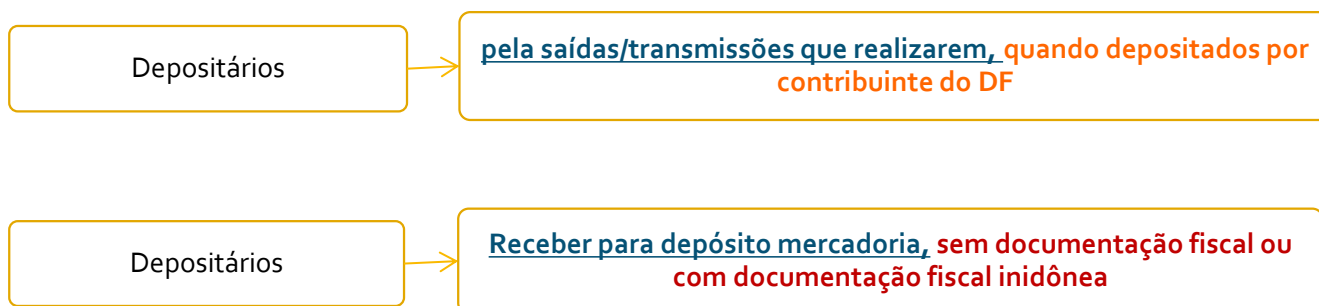 Depositários
pela saídas/transmissões que realizarem, quando depositados por
contribuinte do DF
Depositários
Receber para depósito mercadoria, sem documentação fiscal ou
com documentação fiscal inidônea